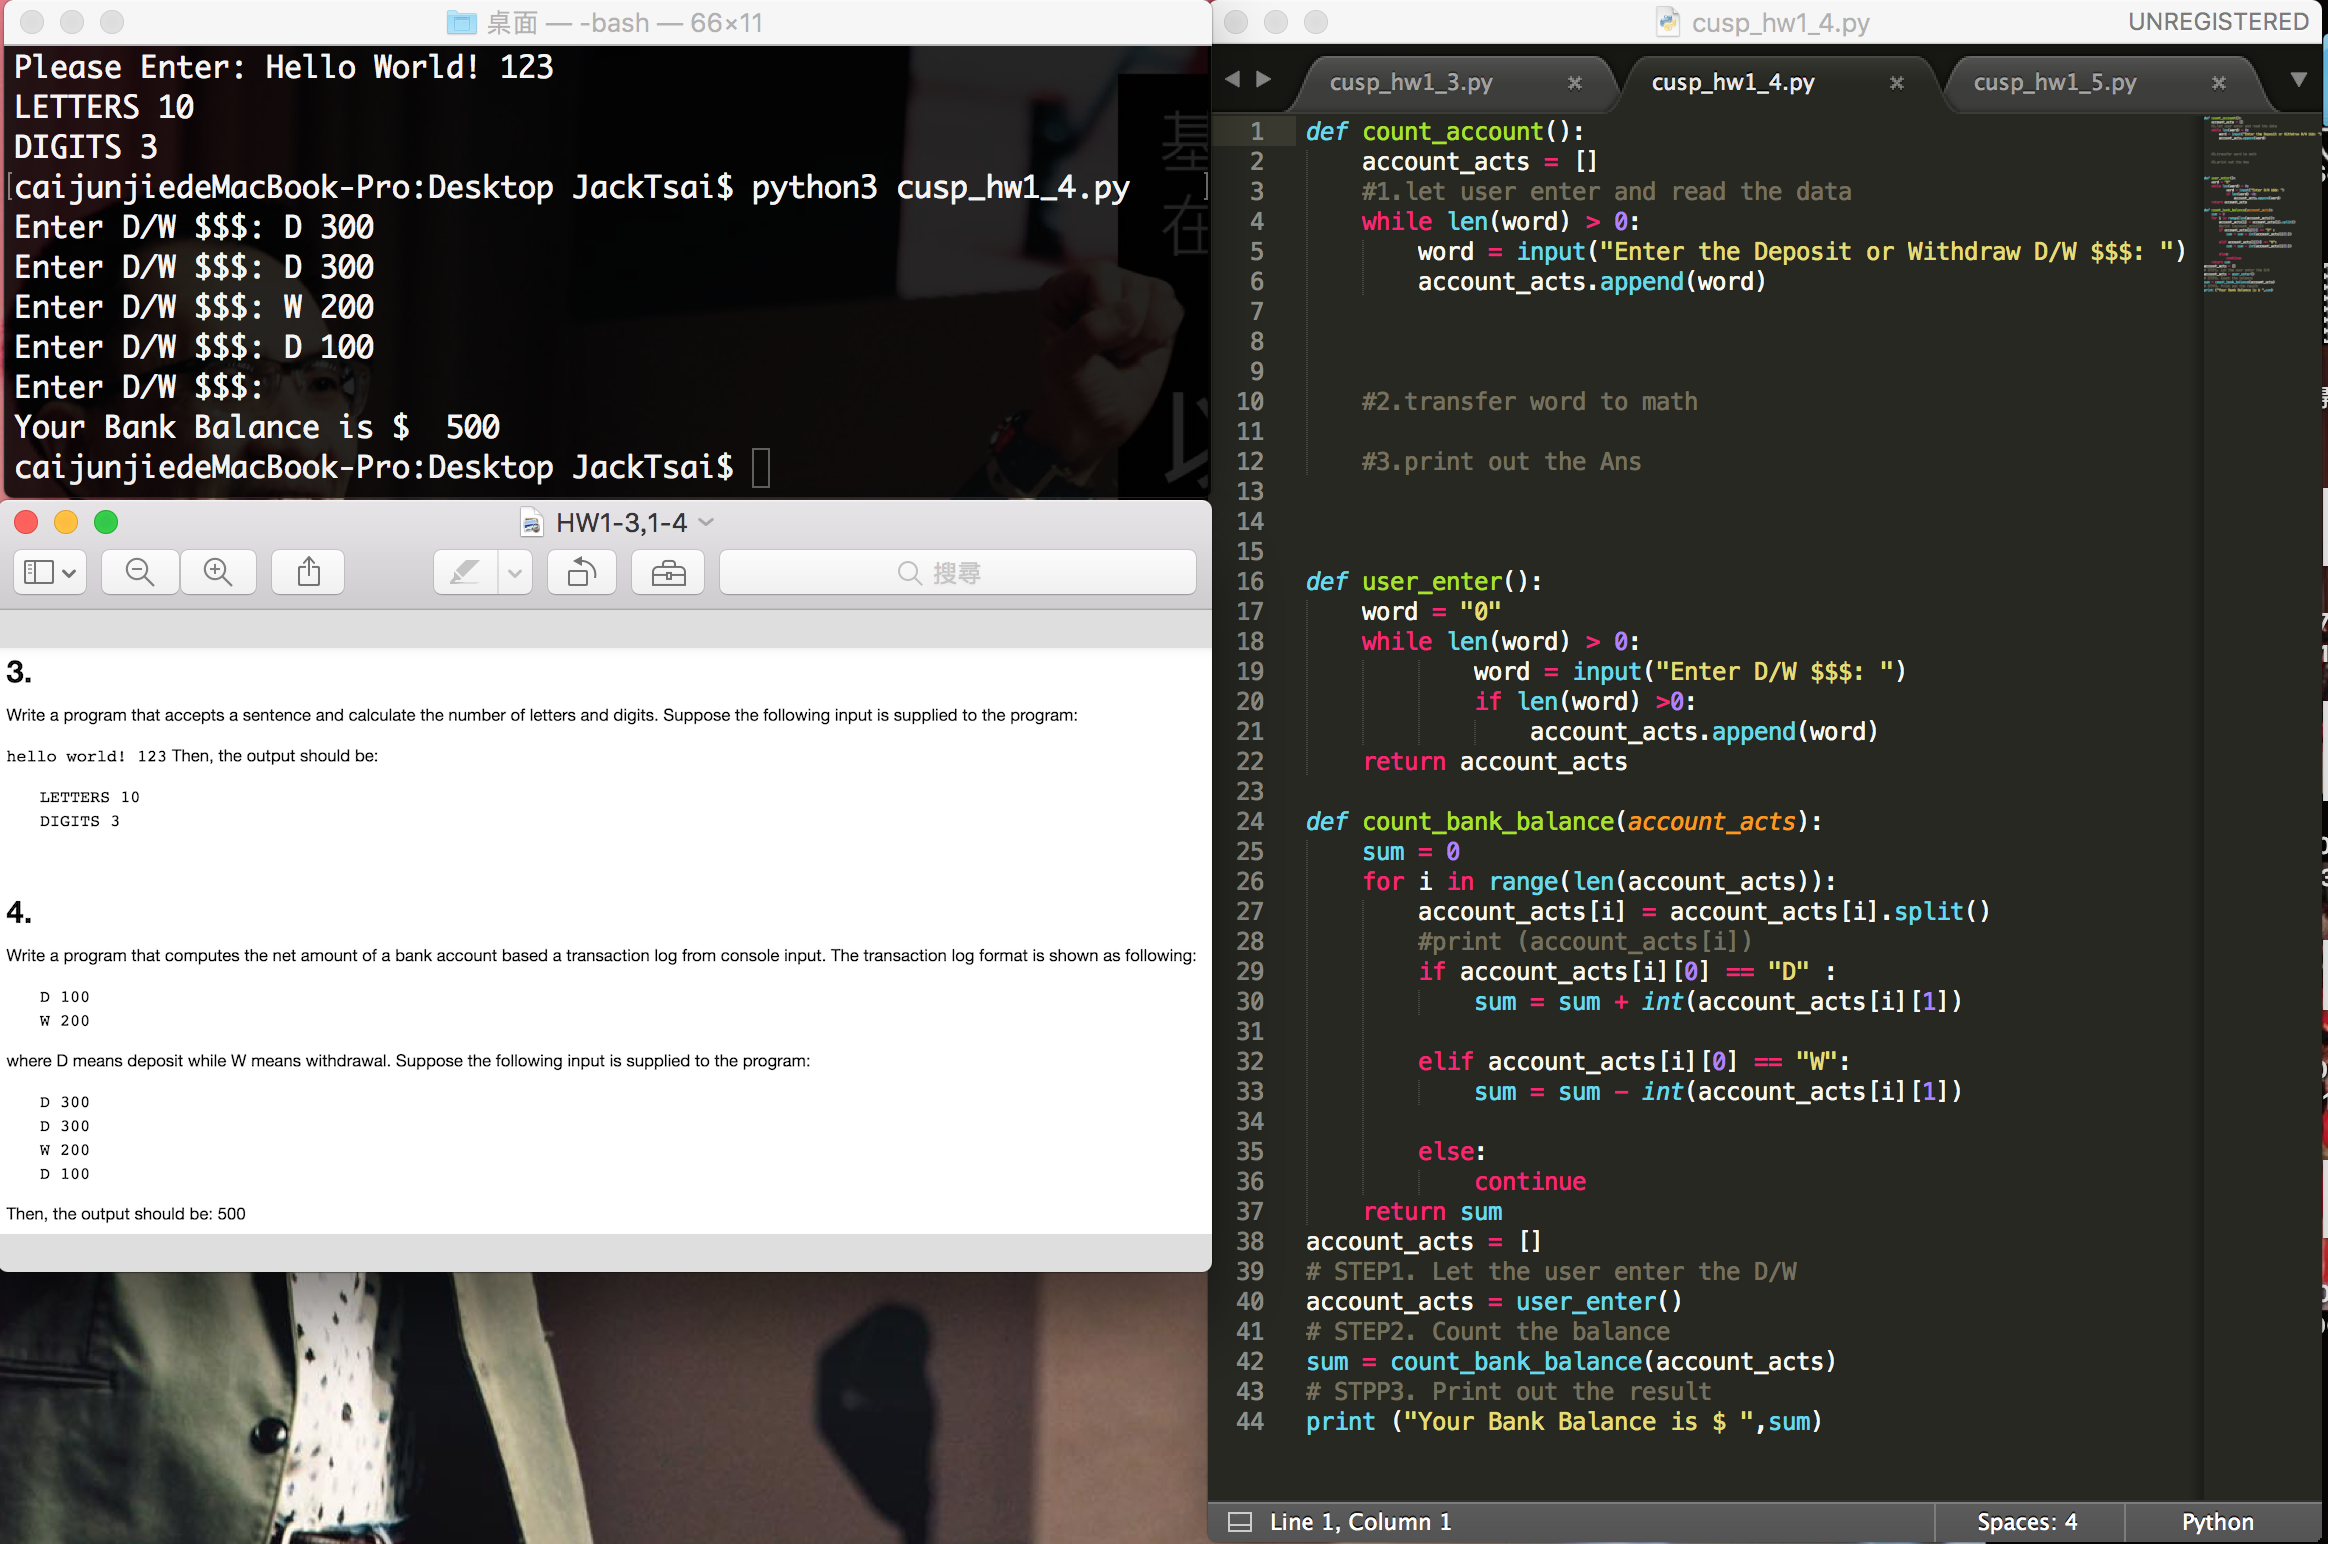 桌面 — -bash — 66×11
Please Enter: Hello World! 123
LETTERS 10
DIGITS 3
caijunjiedeMacBook-Pro:Desktop JackTsai$ python3 cusp_hw1_4.py
Enter D/W $$$: D 300
Enter D/W $$$: D 300
Enter D/W $$$: W 200
Enter D/W $$$: D 100
Enter D/W $$$:
Your Bank Balance is $  500
caijunjiedeMacBook-Pro:Desktop JackTsai$
基
在
以
HW1-3,1-4
搜尋
3.
Write a program that accepts a sentence and calculate the number of letters and digits. Suppose the following input is supplied to the program:
hello world! 123 Then, the output should be:
LETTERS 10
DIGITS 3
4.
Write a program that computes the net amount of a bank account based a transaction log from console input. The transaction log format is shown as following:
D 100
W 200
where D means deposit while W means withdrawal. Suppose the following input is supplied to the program:
D 300
D 300
W 200
D 100
Then, the output should be: 500
cusp_hw1_4.py
UNREGISTERED
cusp_hw1_3.py
cusp_hw1_4.py
cusp_hw1_5.py
1 def count_account():
2     account_acts = []
3     #1.let user enter and read the data
4     while len(word) > 0:
5         word = input("Enter the Deposit or Withdraw D/W $$$: ")
6         account_acts.append(word)
7
8
9
10     #2.transfer word to math
11
12     #3.print out the Ans
13
14
15
16 def user_enter():
17     word = "0"
18     while len(word) > 0:
19             word = input("Enter D/W $$$: ")
20             if len(word) >0:
21                 account_acts.append(word)
22     return account_acts
23
24 def count_bank_balance(account_acts):
25     sum = 0
26     for i in range(len(account_acts)):
27         account_acts[i] = account_acts[i].split()
28         #print (account_acts[i])
29         if account_acts[i][0] == "D" :
30             sum = sum + int(account_acts[i][1])
31
32         elif account_acts[i][0] == "W":
33             sum = sum - int(account_acts[i][1])
34
35         else:
36             continue
37     return sum
38 account_acts = []
39 # STEP1. Let the user enter the D/W
40 account_acts = user_enter()
41 # STEP2. Count the balance
42 sum = count_bank_balance(account_acts)
43 # STPP3. Print out the result
44 print ("Your Bank Balance is $ ",sum)
Line 1, Column 1
Spaces: 4
Python